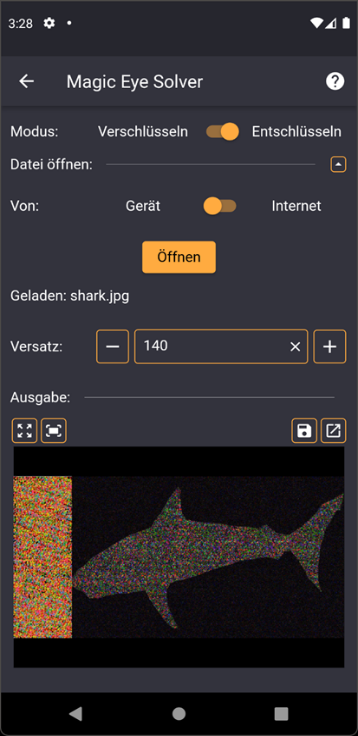 3:28
Magic Eye Solver
Modus: Verschlüsseln Entschlüsseln
Datei öffnen:
Von: Gerät Internet
Öffnen
Geladen: shark.jpg
Versatz: 140
Ausgabe: